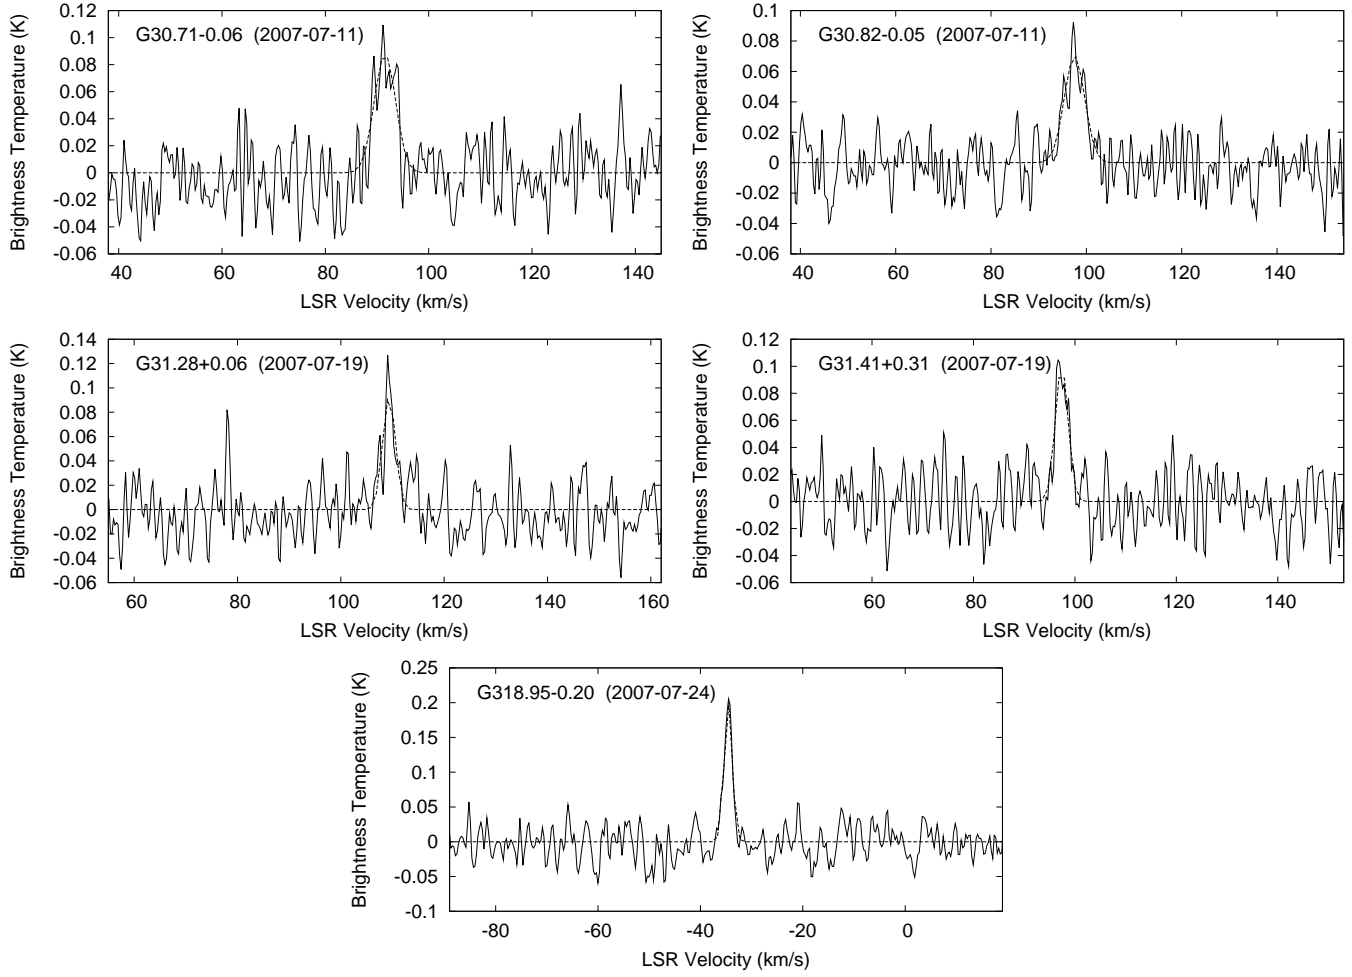 Brightness Temperature (K)
0.12
0.1
0.08
0.06
0.04
0.02
0
-0.02
-0.04
-0.06
G30.71-0.06 (2007-07-11)
40 60 80 100 120 140
LSR Velocity (km/s)
Brightness Temperature (K)
0.1
0.08
0.06
0.04
0.02
0
-0.02
-0.04
-0.06
G30.82-0.05 (2007-07-11)
40 60 80 100 120 140
LSR Velocity (km/s)
Brightness Temperature (K)
0.14
0.12
0.1
0.08
0.06
0.04
0.02
0
-0.02
-0.04
-0.06
G31.28+0.06 (2007-07-19)
60 80 100 120 140 160
LSR Velocity (km/s)
Brightness Temperature (K)
0.12
0.1
0.08
0.06
0.04
0.02
0
-0.02
-0.04
-0.06
G31.41+0.31 (2007-07-19)
60 80 100 120 140
LSR Velocity (km/s)
Brightness Temperature (K)
0.25
0.2
0.15
0.1
0.05
0
-0.05
-0.1
G318.95-0.20 (2007-07-24)
-80 -60 -40 -20 0
LSR Velocity (km/s)